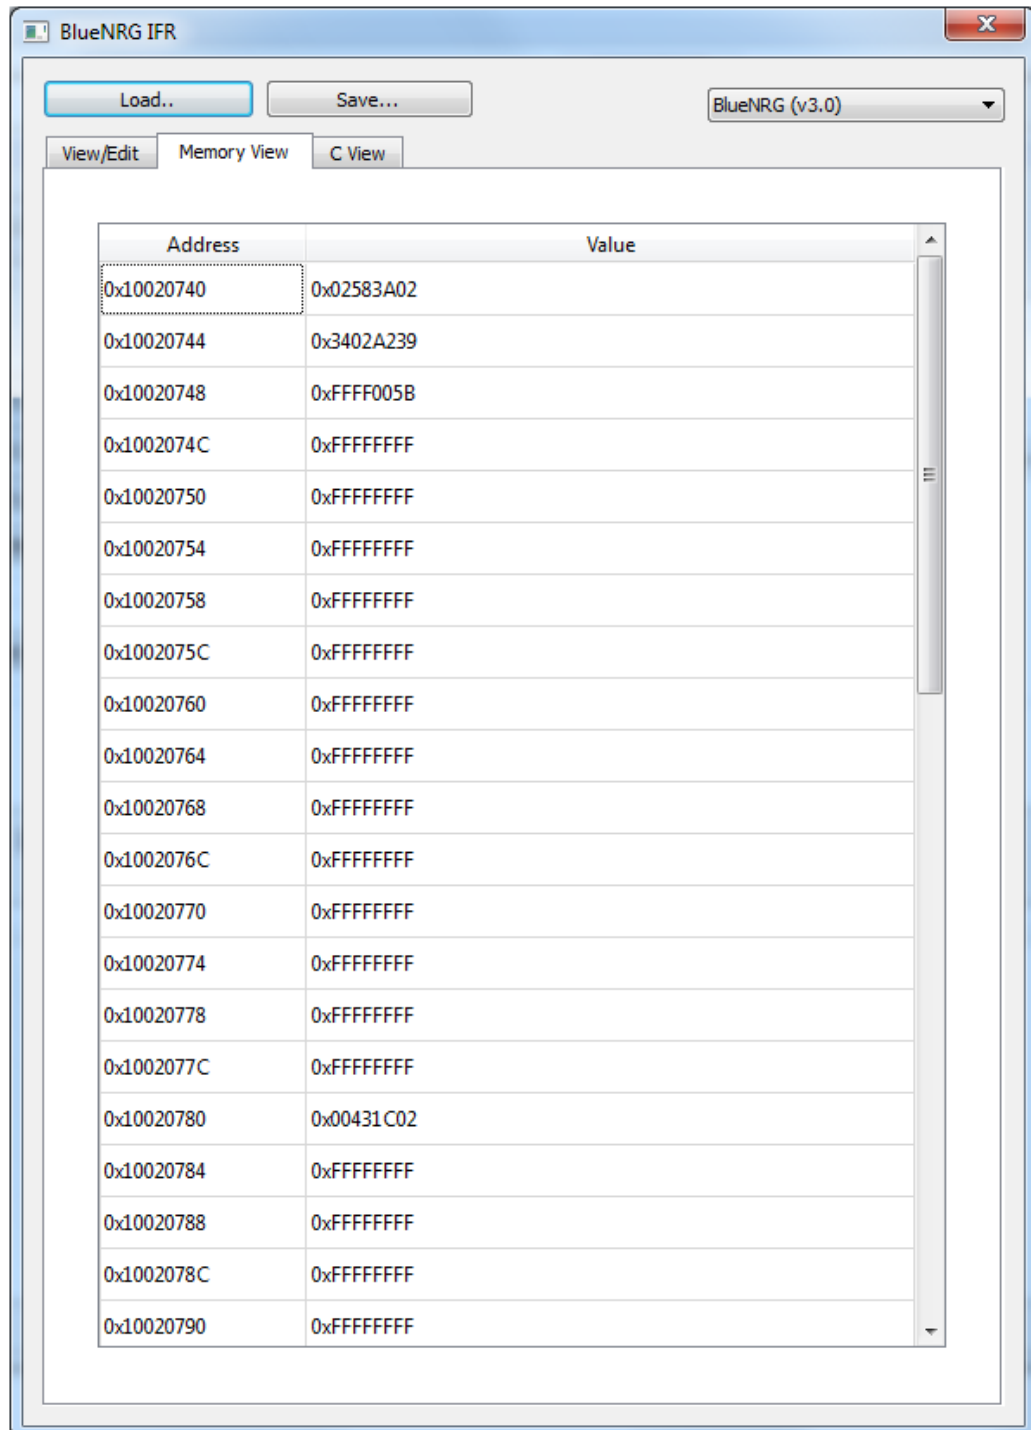 BlueNRG IFR
Load.. Save... BlueNRG (v3.0)
View/Edit Memory View C View
Address Value
0x10020740 0x02583A02
0x10020744 0x3402A239
0x10020748 0xFFFF005B
0x1002074C 0xFFFFFFFF
0x10020750 0xFFFFFFFF
0x10020754 0xFFFFFFFF
0x10020758 0xFFFFFFFF
0x1002075C 0xFFFFFFFF
0x10020760 0xFFFFFFFF
0x10020764 0xFFFFFFFF
0x10020768 0xFFFFFFFF
0x1002076C 0xFFFFFFFF
0x10020770 0xFFFFFFFF
0x10020774 0xFFFFFFFF
0x10020778 0xFFFFFFFF
0x1002077C 0xFFFFFFFF
0x10020780 0x00431C02
0x10020784 0xFFFFFFFF
0x10020788 0xFFFFFFFF
0x1002078C 0xFFFFFFFF
0x10020790 0xFFFFFFFF